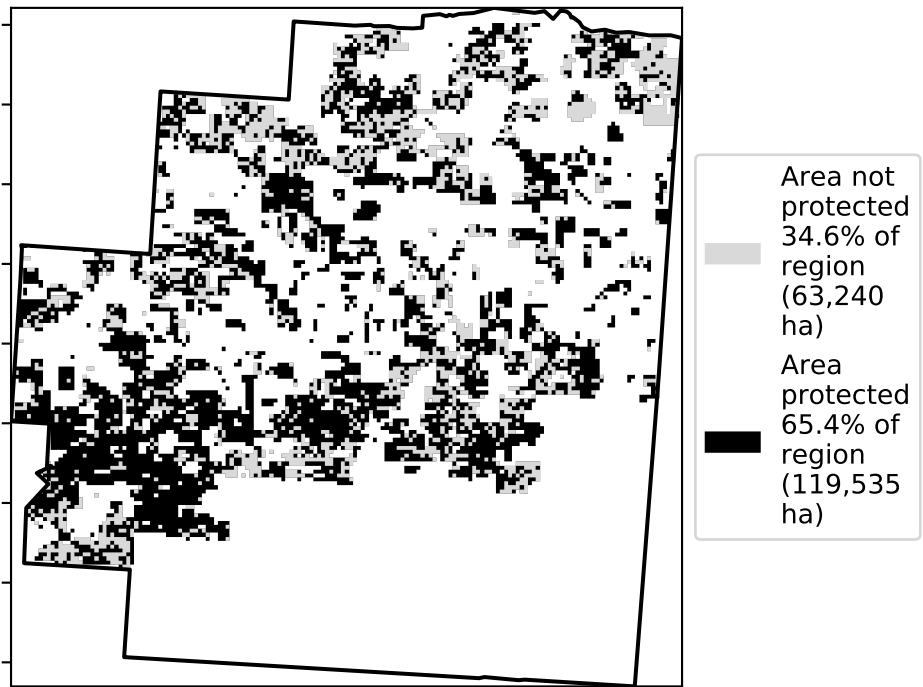 Area not
protected
34.6% of
region
(63,240
ha)
Area
protected
65.4% of
region
(119,535
ha)